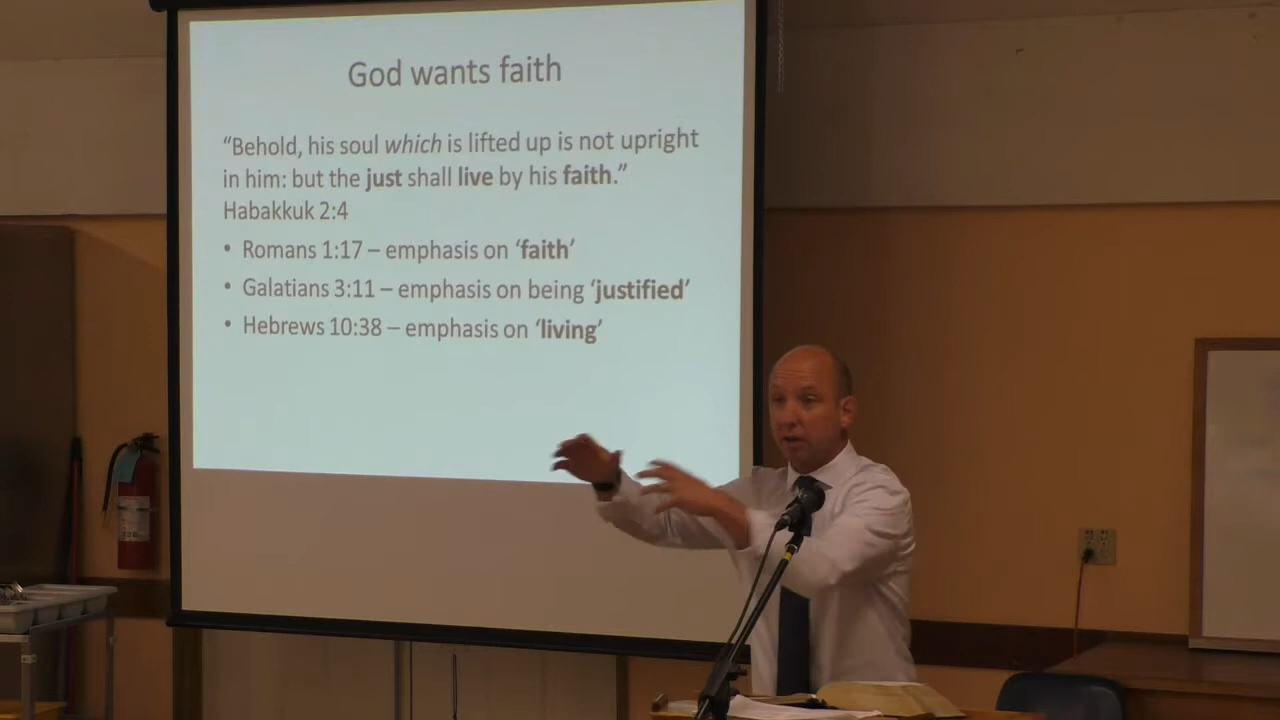 God wants faith
“Behold, his soul which is lifted up is not upright
in him: but the just shall live by his faith.”
Habakkuk 2:4
• Romans 1:17 – emphasis on ‘faith’
• Galatians 3:11 – emphasis on being ‘justified’
• Hebrews 10:38 – emphasis on ‘living’